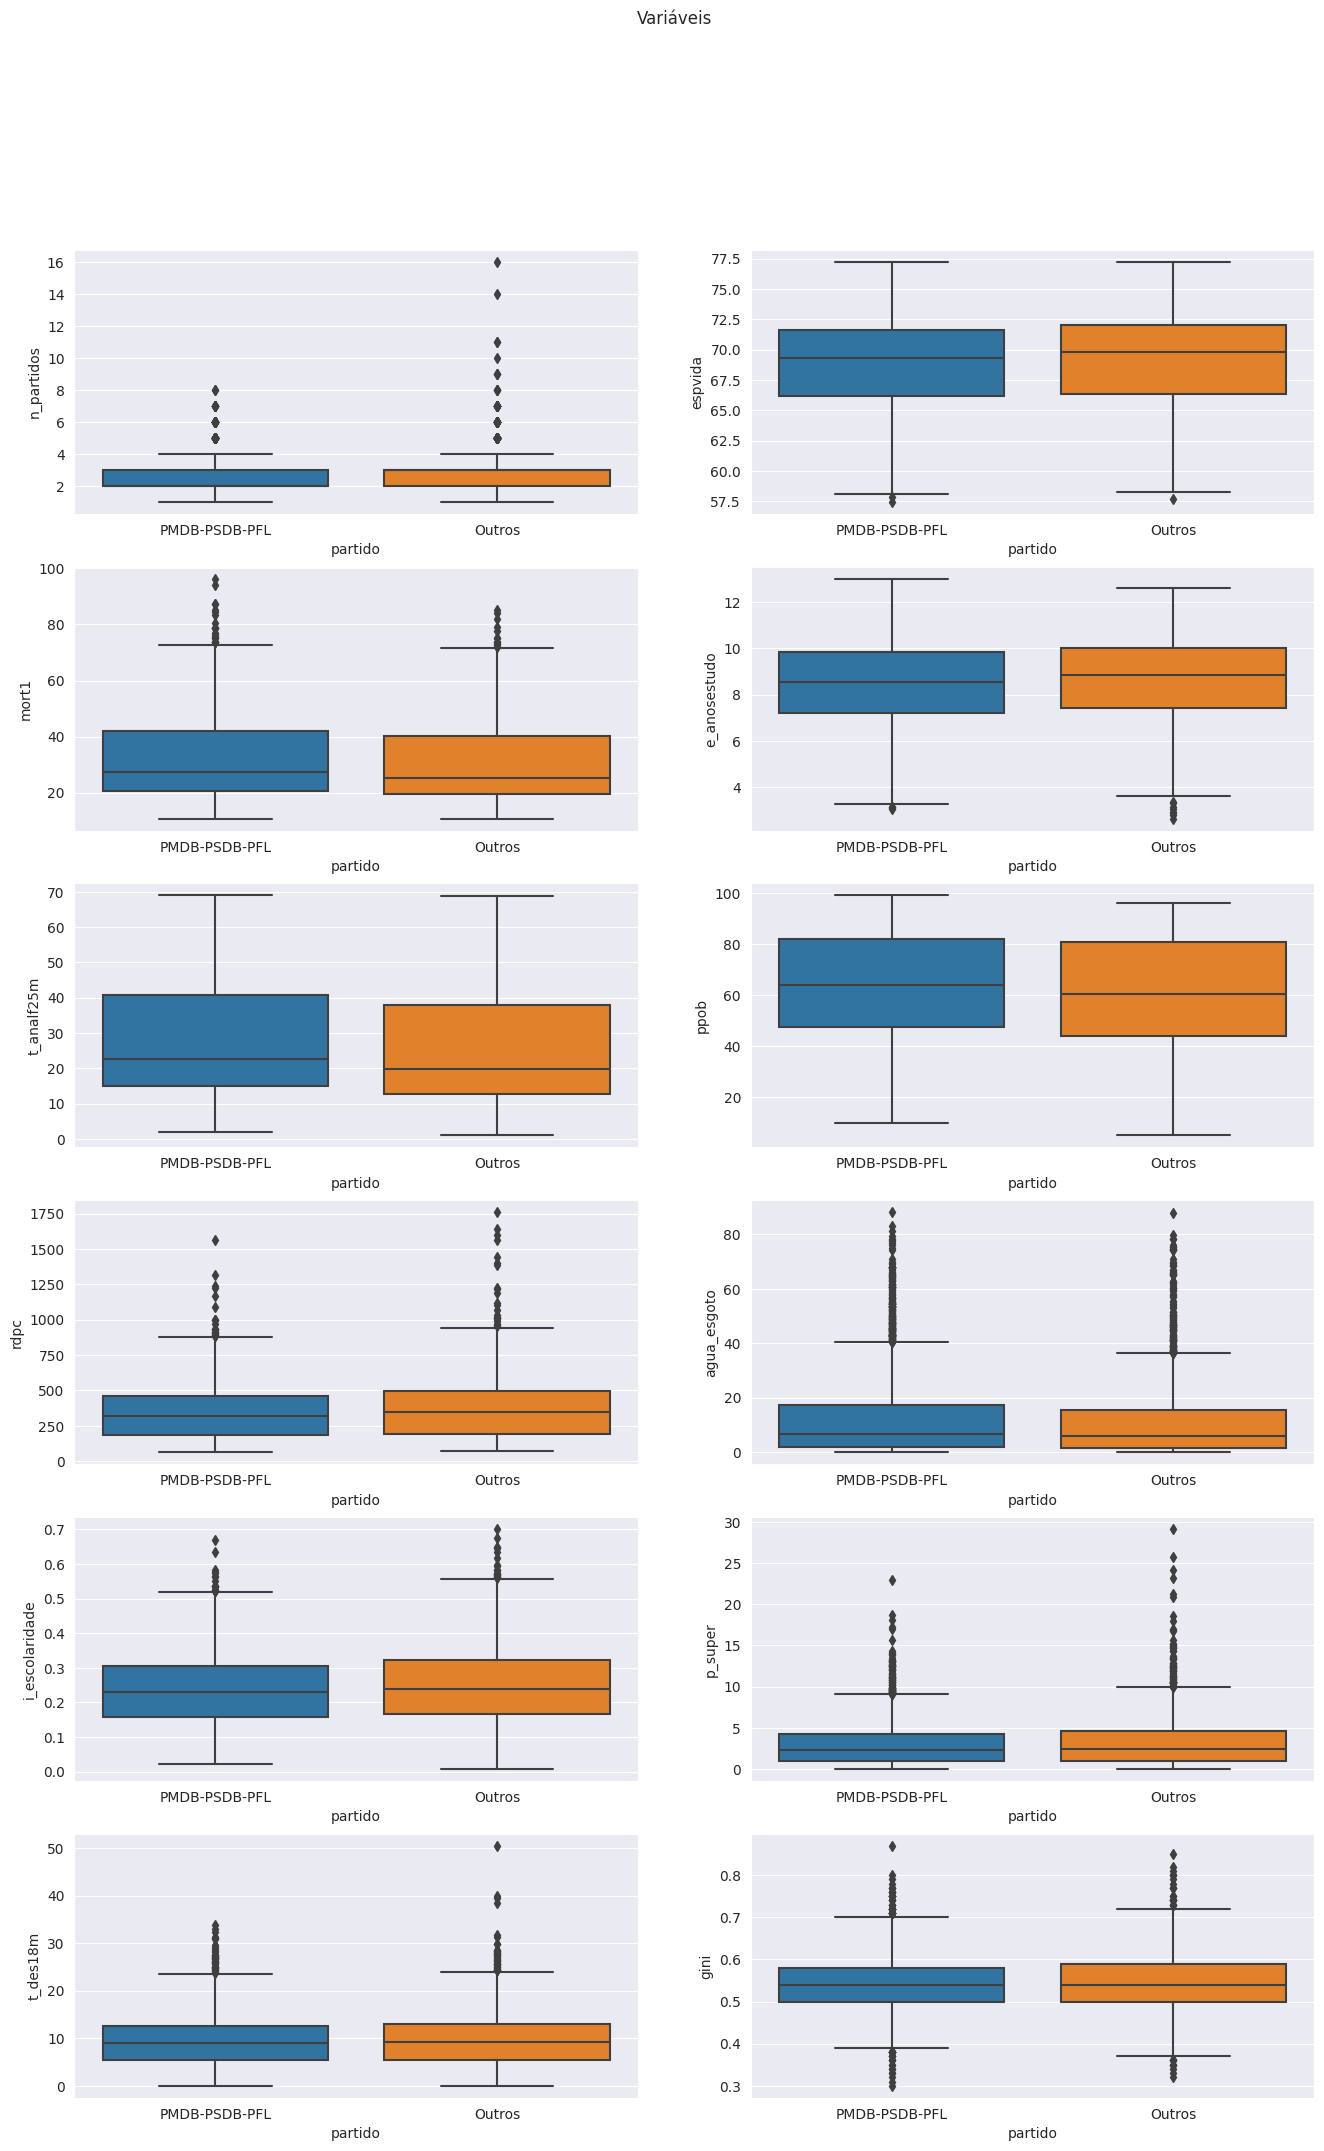 Variáveis
n_partidos
16
14
12
10
8
6
4
2
PMDB-PSDB-PFL Outros
partido
espvida
77.5
75.0
72.5
70.0
67.5
65.0
62.5
60.0
57.5
PMDB-PSDB-PFL Outros
partido
mort1
100
80
60
40
20
PMDB-PSDB-PFL Outros
partido
e_anosestudo
12
10
8
6
4
PMDB-PSDB-PFL Outros
partido
t_analf25m
70
60
50
40
30
20
10
0
PMDB-PSDB-PFL Outros
partido
ppob
100
80
60
40
20
PMDB-PSDB-PFL Outros
partido
rdpc
1750
1500
1250
1000
750
500
250
0
PMDB-PSDB-PFL Outros
partido
agua_esgoto
80
60
40
20
0
PMDB-PSDB-PFL Outros
partido
i_escolaridade
0.7
0.6
0.5
0.4
0.3
0.2
0.1
0.0
PMDB-PSDB-PFL Outros
partido
p_super
30
25
20
15
10
5
0
PMDB-PSDB-PFL Outros
partido
t_des18m
50
40
30
20
10
0
PMDB-PSDB-PFL Outros
partido
gini
0.8
0.7
0.6
0.5
0.4
0.3
PMDB-PSDB-PFL Outros
partido